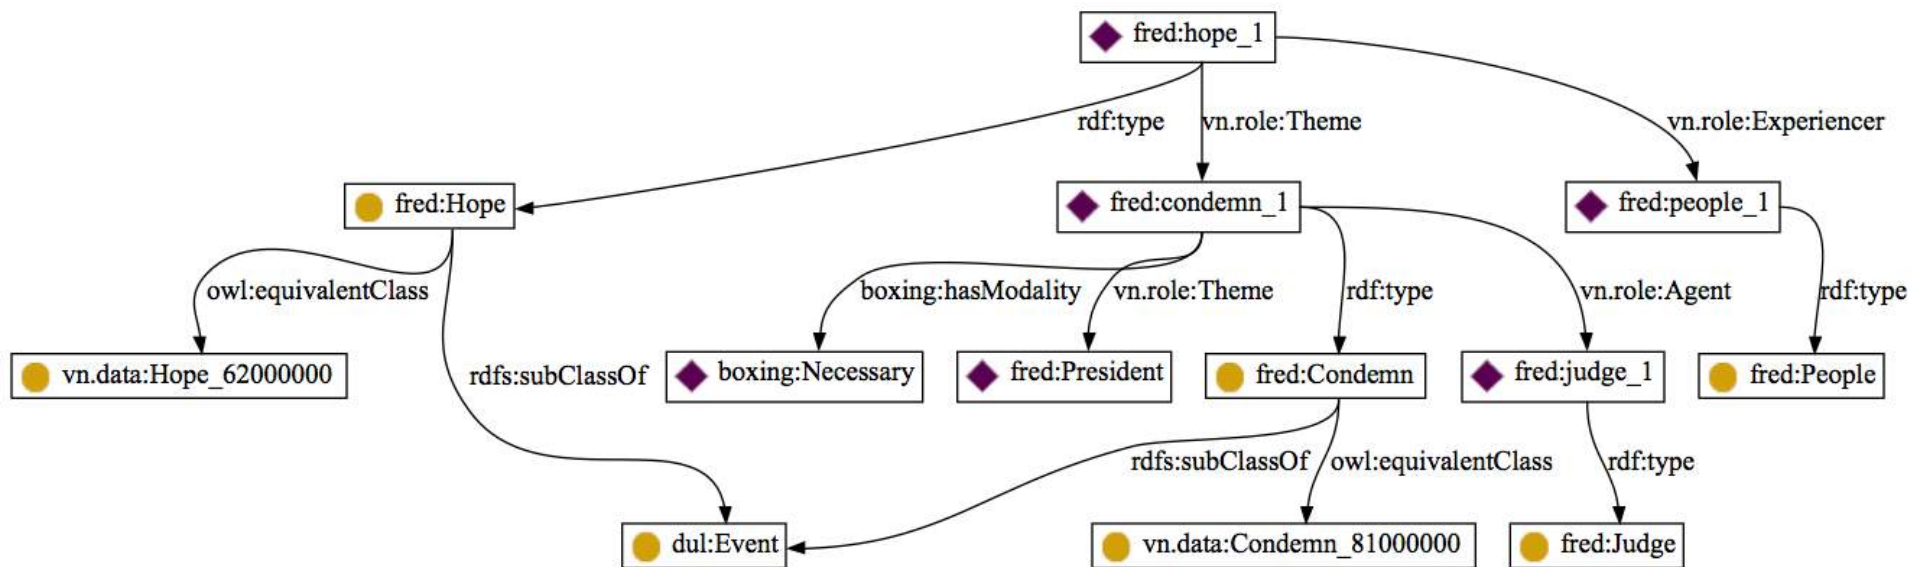 fred:hope_1
rdf:type vn.role:Theme vn.role:Experiencer
fred:Hope fred:condemn_1 fred:people_1
owl:equivalentClass boxing:hasModality vn.role:Theme rdf:type vn.role:Agent rdf:type
vn.data:Hope_62000000 rdfs:subClassOf boxing:Necessary fred:President fred:Condemn fred:judge_1 fred:People
rdfs:subClassOf owl:equivalentClass rdf:type
dul:Event vn.data:Condemn_81000000 fred:Judge